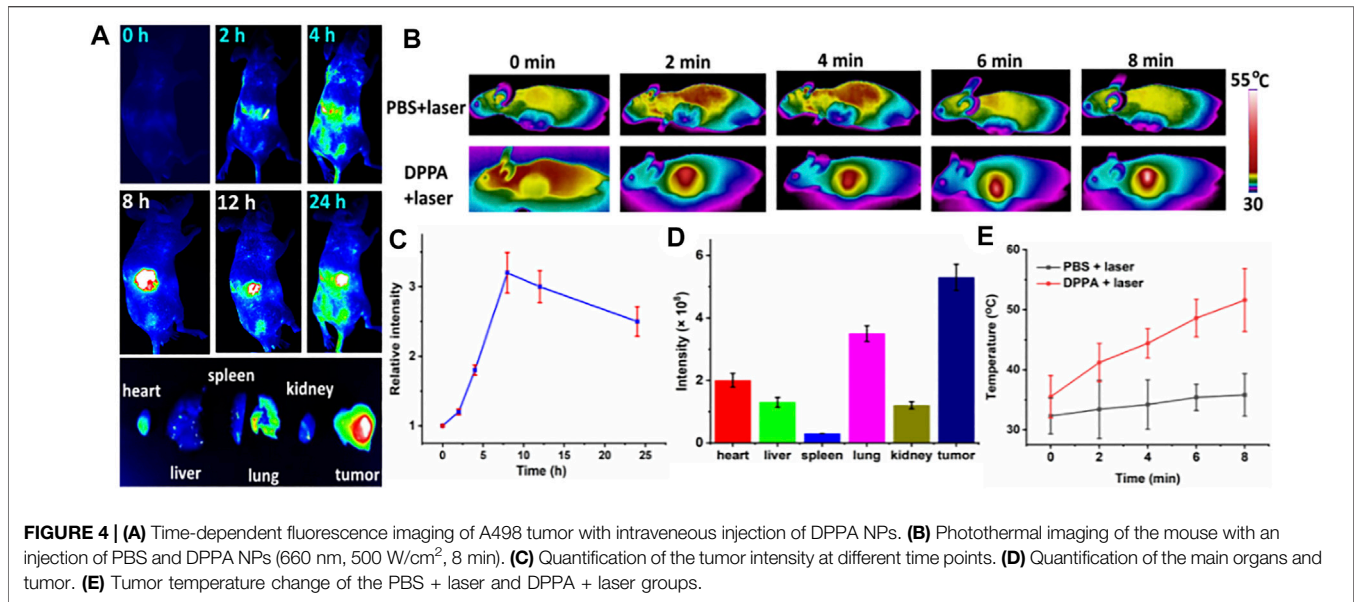 A
0 h 2 h 4 h
8 h 12 h 24 h
heart spleen kidney
liver lung tumor
B
0 min 2 min 4 min 6 min 8 min
PBS+laser
DPPA
+laser
55 °C
30
C
Relative intensity
3
2
1
0 5 10 15 20 25
Time (h)
D
Intensity (× 10⁸)
6
4
2
0
heart liver spleen lung kidney tumor
E
Temperature (°C)
60
50
40
30
PBS + laser
DPPA + laser
0 2 4 6 8
Time (min)
FIGURE 4 | (A) Time-dependent fluorescence imaging of A498 tumor with intraveneous injection of DPPA NPs. (B) Photothermal imaging of the mouse with an
injection of PBS and DPPA NPs (660 nm, 500 W/cm², 8 min). (C) Quantification of the tumor intensity at different time points. (D) Quantification of the main organs and
tumor. (E) Tumor temperature change of the PBS + laser and DPPA + laser groups.